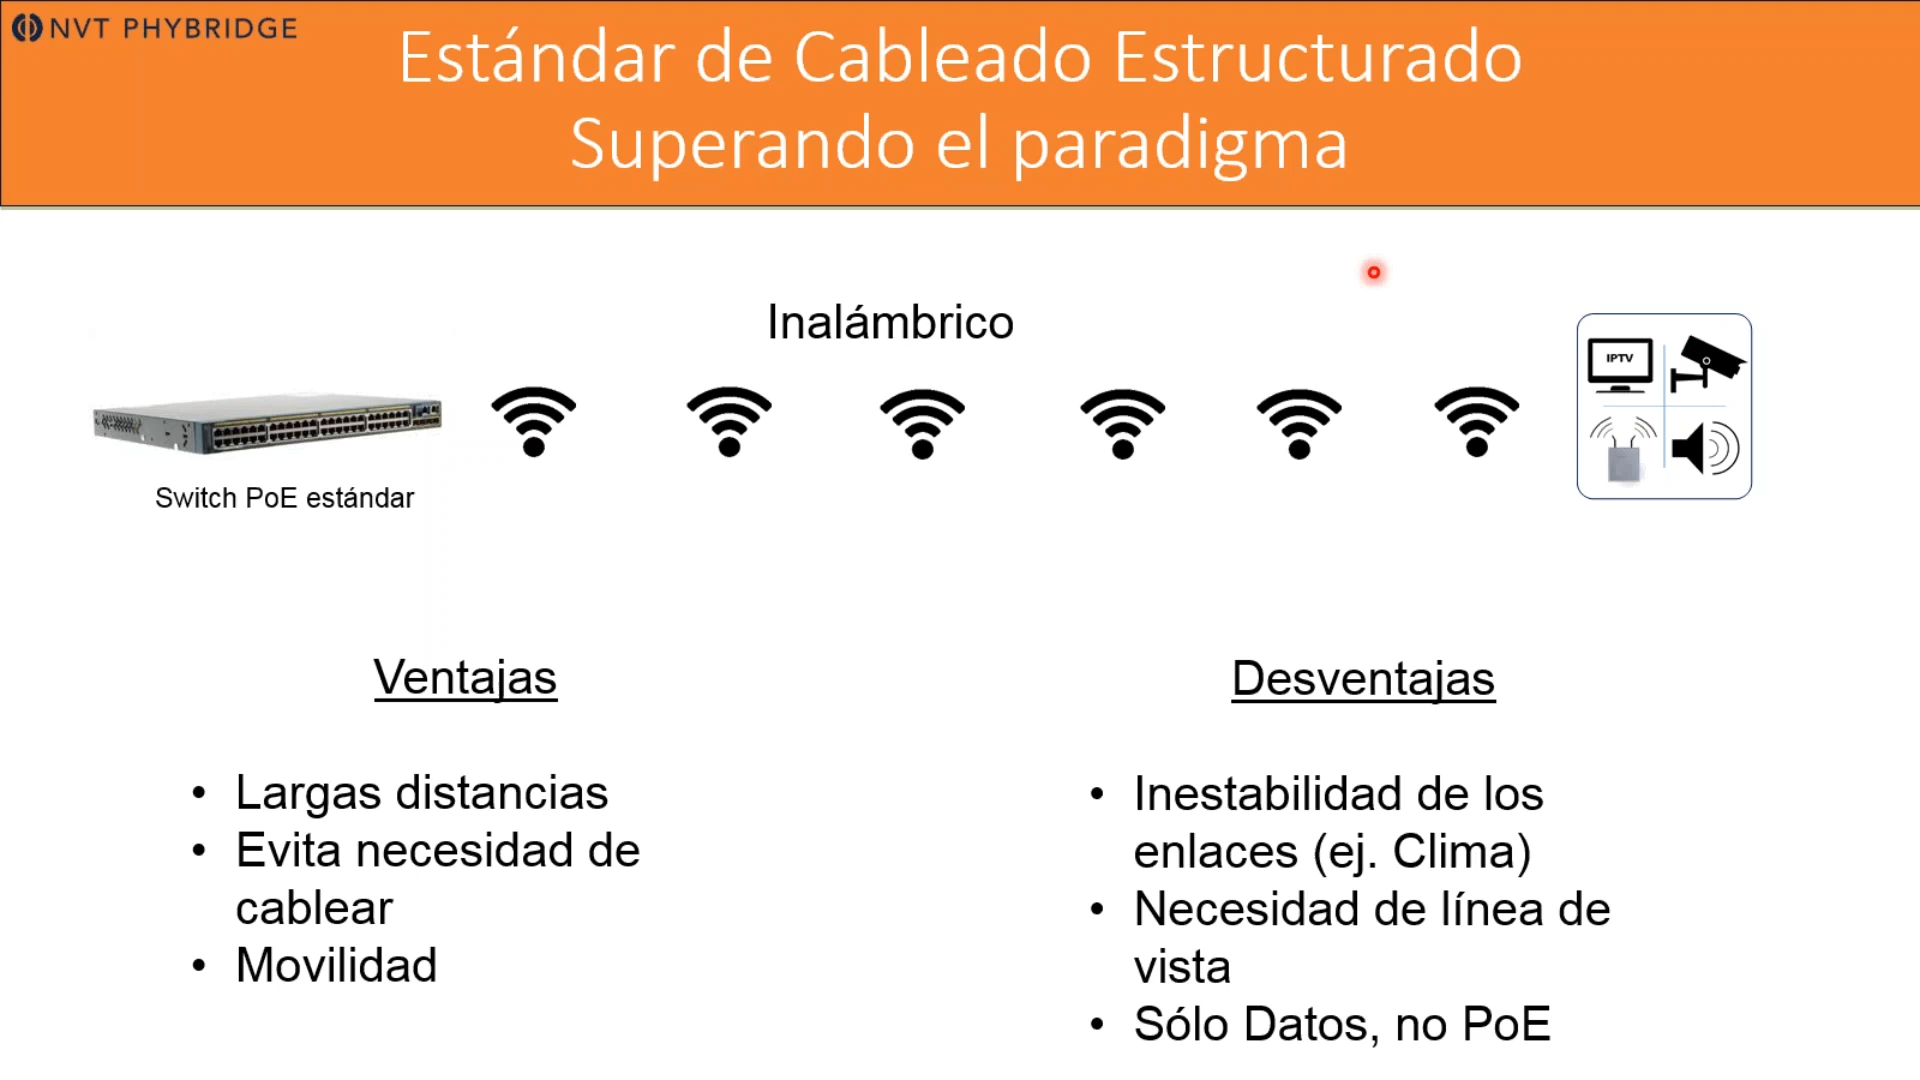 NVT PHYBRIDGE
Estándar de Cableado Estructurado
Superando el paradigma
Inalámbrico
IPTV
Switch PoE estándar
Ventajas
• Largas distancias
• Evita necesidad de
cablear
• Movilidad
Desventajas
• Inestabilidad de los
enlaces (ej. Clima)
• Necesidad de línea de
vista
• Sólo Datos, no PoE